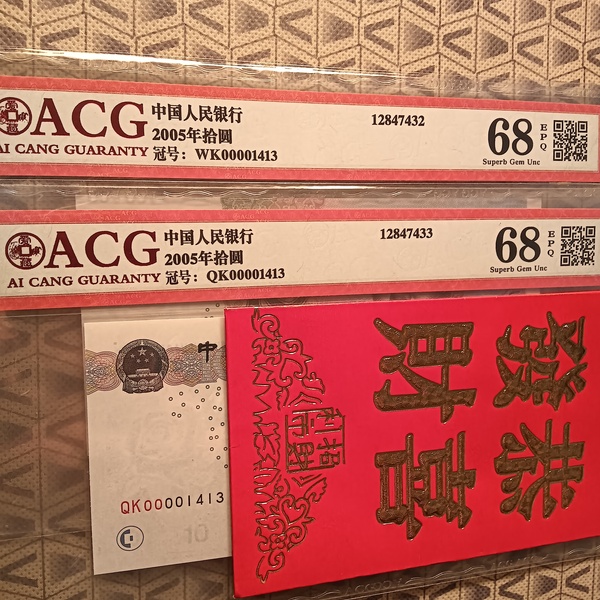 ACG
AI CANG GUARANTY
中国人民银行
2005年拾圆
冠号：WK00001413
12847432
68
EPQ
Superb Gem Unc
ACG
AI CANG GUARANTY
中国人民银行
2005年拾圆
冠号：QK00001413
12847433
68
EPQ
Superb Gem Unc
中
QK00001413
10
恭喜
發財